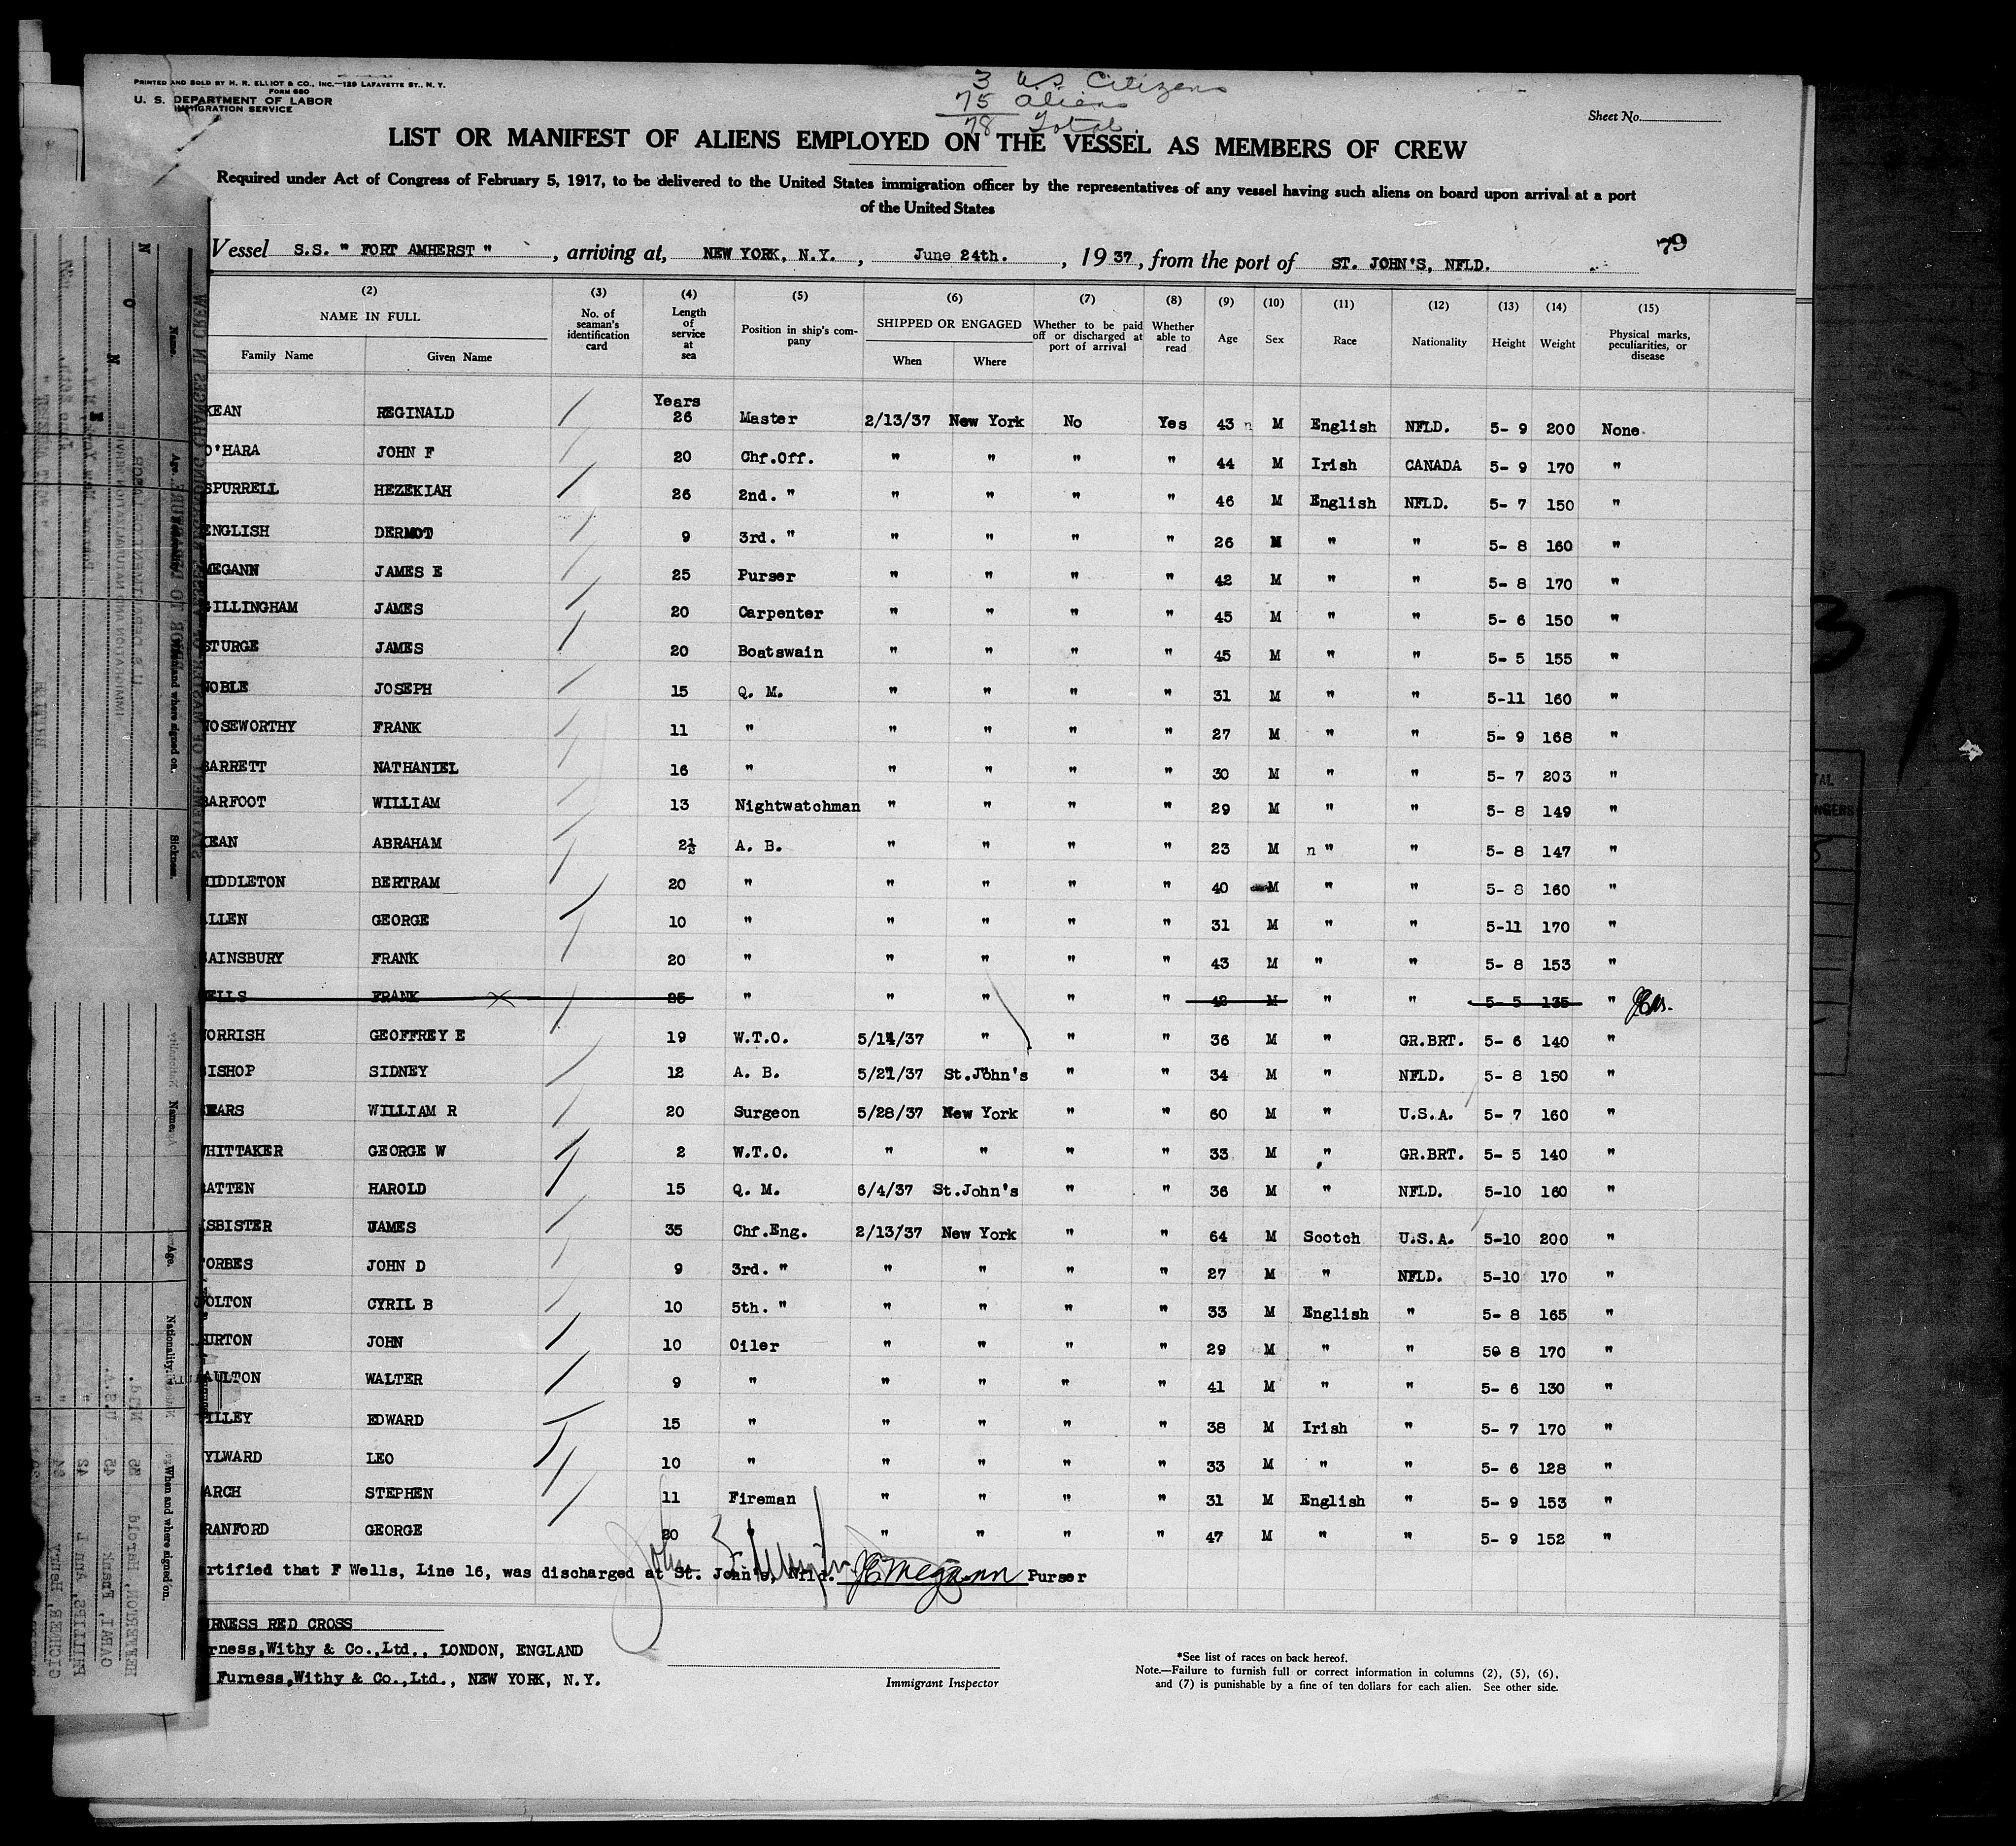 3 U.S Citizens
75 aliens
78 Total
PRINTED AND SOLD BY H. R. ELLIOT & CO., INC.—129 LAFAYETTE ST., N. Y.
FORM 680
U. S. DEPARTMENT OF LABOR
IMMIGRATION SERVICE
Sheet No.
LIST OR MANIFEST OF ALIENS EMPLOYED ON THE VESSEL AS MEMBERS OF CREW
Required under Act of Congress of February 5, 1917, to be delivered to the United States immigration officer by the representatives of any vessel having such aliens on board upon arrival at a port
of the United States
79
Vessel S.S. " FORT AMHERST ", arriving at, NEW YORK, N.Y., June 24th., 1937, from the port of ST. JOHN'S, NFLD.
(2) NAME IN FULL Family Name Given Name (3) No. of seaman's identification card (4) Length of service at sea (5) Position in ship's company (6) SHIPPED OR ENGAGED When Where (7) Whether to be paid off or discharged at port of arrival (8) Whether able to read (9) Age (10) Sex (11) Race (12) Nationality (13) Height (14) Weight (15) Physical marks, peculiarities, or disease
Years
KEAN REGINALD 26 Master 2/13/37 New York No Yes 43 n M English NFLD. 5- 9 200 None
O'HARA JOHN F 20 Chf.Off. " " " " 44 M Irish CANADA 5- 9 170 "
SPURRELL HEZEKIAH 26 2nd. " " " " " 46 M English NFLD. 5- 7 150 "
ENGLISH DERMOT 9 3rd. " " " " " 26 M " " 5- 8 160 "
MEGANN JAMES E 25 Purser " " " " 42 M " " 5- 8 170 "
GILLINGHAM JAMES 20 Carpenter " " " " 45 M " " 5- 6 150 "
STURGE JAMES 20 Boatswain " " " " 45 M " " 5- 5 155 "
NOBLE JOSEPH 15 Q. M. " " " " 31 M " " 5-11 160 "
NOSEWORTHY FRANK 11 " " " " " 27 M " " 5- 9 168 "
BARRETT NATHANIEL 16 " " " " " 30 M " " 5- 7 203 "
BARFOOT WILLIAM 13 Nightwatchman " " " " 29 M " " 5- 8 149 "
KEAN ABRAHAM 2½ A. B. " " " " 23 M n " " 5- 8 147 "
MIDDLETON BERTRAM 20 " " " " " 40 M " " 5- 8 160 "
ALLEN GEORGE 10 " " " " " 31 M " " 5-11 170 "
SAINSBURY FRANK 20 " " " " " 43 M " " 5- 8 153 "
WELLS FRANK 25 " " " " " 42 M " " 5- 5 135 "
NORRISH GEOFFREY E 19 W.T.O. 5/14/37 " " " 36 M " GR.BRT. 5- 6 140 "
BISHOP SIDNEY 12 A. B. 5/27/37 St.John's " " 34 M " NFLD. 5- 8 150 "
WILLIAM R 20 Surgeon 5/28/37 New York " " 60 M " U.S.A. 5- 7 160 "
WHITTAKER GEORGE W 2 W.T.O. " " " " 33 M " GR.BRT. 5- 5 140 "
BATTEN HAROLD 15 Q. M. 6/4/37 St.John's " " 36 M " NFLD. 5-10 160 "
ISBISTER JAMES 35 Chf.Eng. 2/13/37 New York " " 64 M Scotch U.S.A. 5-10 200 "
FORBES JOHN D 9 3rd. " " " " " 27 M " NFLD. 5-10 170 "
OLTON CYRIL B 10 5th. " " " " " 33 M English " 5- 8 165 "
URTON JOHN 10 Oiler " " " " 29 M " " 50 8 170 "
AULTON WALTER 9 " " " " " 41 M " " 5- 6 130 "
ILLEY EDWARD 15 " " " " " 38 M Irish " 5- 7 170 "
YLWARD LEO 10 " " " " " 33 M " " 5- 6 128 "
ARCH STEPHEN 11 Fireman " " " " 31 M English " 5- 9 153 "
RANFORD GEORGE 20 " " " " " 47 M " " 5- 9 152 "
rtified that F Wells, Line 16, was discharged at St. John's, Nfld. JEMegann Purser
URNESS RED CROSS
rness,Withy & Co.,Ltd., LONDON, ENGLAND
Furness,Withy & Co.,Ltd., NEW YORK, N.Y.
Immigrant Inspector
*See list of races on back hereof.
Note.—Failure to furnish full or correct information in columns (2), (5), (6),
and (7) is punishable by a fine of ten dollars for each alien. See other side.
37